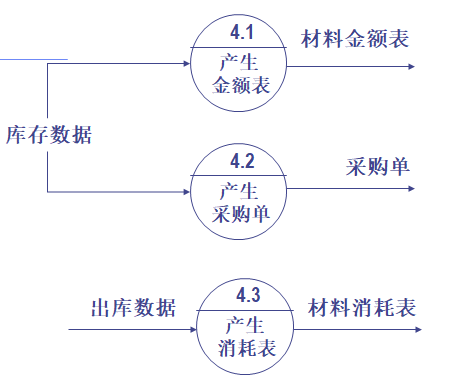 4.1
产生
金额表
材料金额表
库存数据
4.2
产生
采购单
采购单
出库数据
4.3
产生
消耗表
材料消耗表